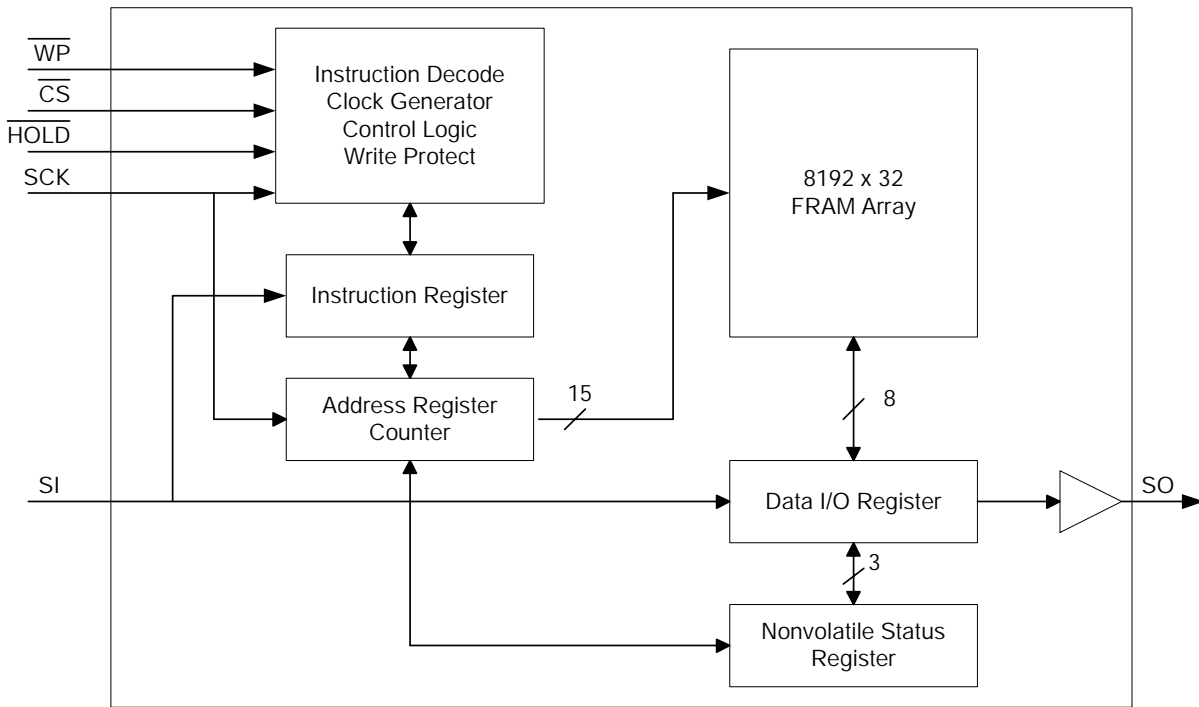 WP
CS
HOLD
SCK
Instruction Decode
Clock Generator
Control Logic
Write Protect
8192 x 32
FRAM Array
Instruction Register
Address Register
Counter
15
8
SI
Data I/O Register
SO
3
Nonvolatile Status
Register